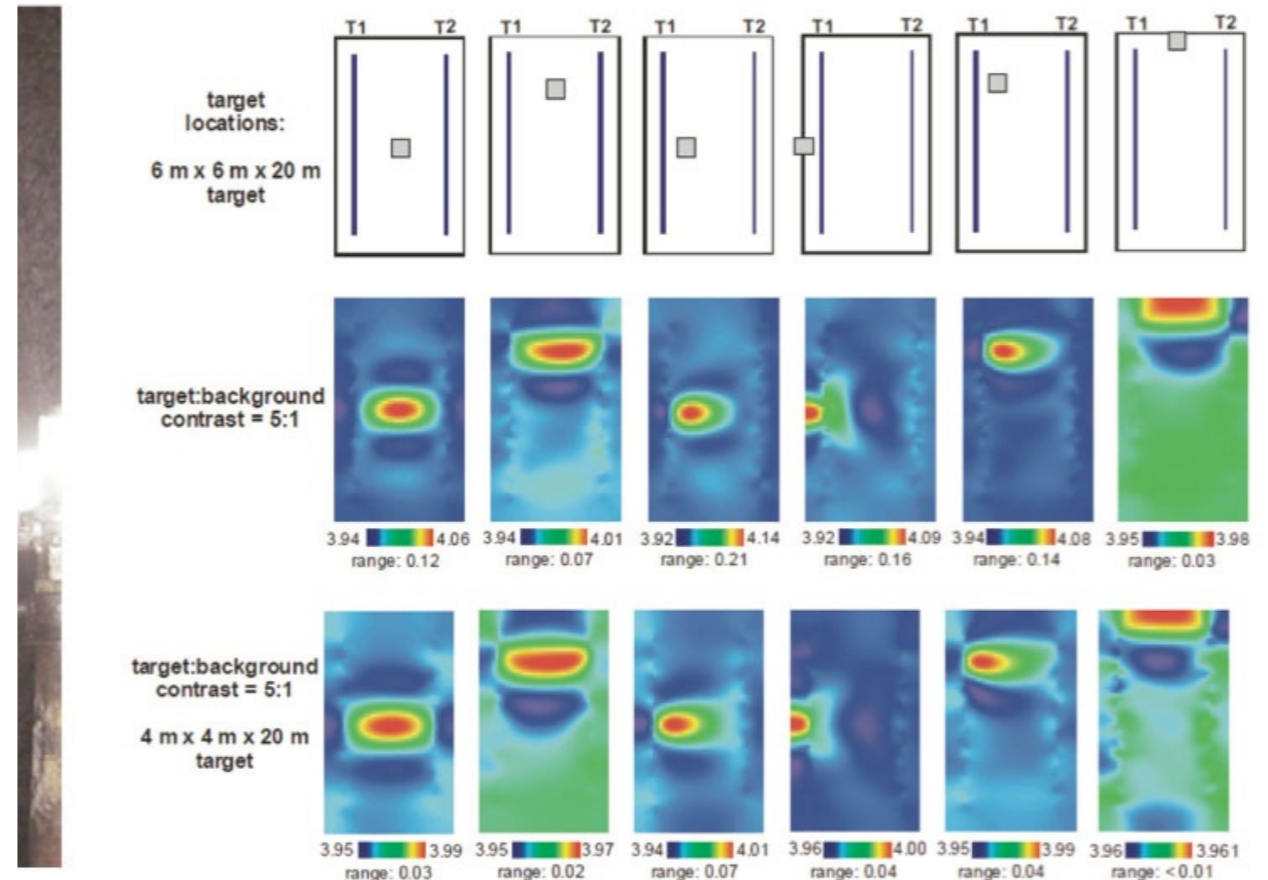 T1 T2 T1 T2 T1 T2 T1 T2 T1 T2 T1 T2
target
locations:
6 m x 6 m x 20 m
target
target:background
contrast = 5:1
3.94 4.06 3.94 4.01 3.92 4.14 3.92 4.09 3.94 4.08 3.95 3.98
range: 0.12 range: 0.07 range: 0.21 range: 0.16 range: 0.14 range: 0.03
target:background
contrast = 5:1
4 m x 4 m x 20 m
target
3.95 3.99 3.95 3.97 3.94 4.01 3.96 4.00 3.95 3.99 3.96 3.961
range: 0.03 range: 0.02 range: 0.07 range: 0.04 range: 0.04 range: <0.01